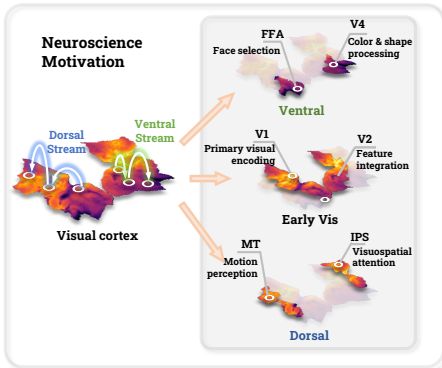 Neuroscience
Motivation
Dorsal
Stream
Ventral
Stream
Visual cortex
FFA
Face selection
V4
Color & shape
processing
Ventral
V1
Primary visual
encoding
V2
Feature
integration
Early Vis
MT
Motion
perception
IPS
Visuospatial
attention
Dorsal